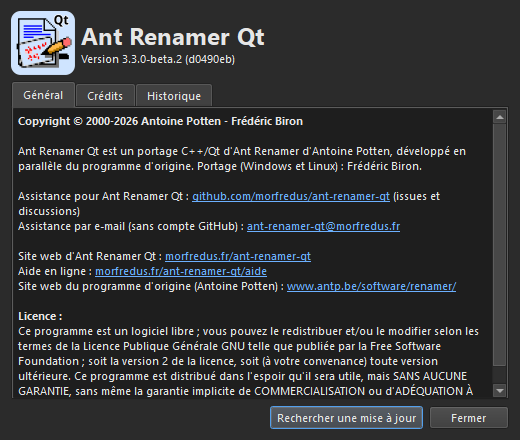 Qt
Ant Renamer Qt
Version 3.3.0-beta.2 (d0490eb)
Général
Crédits
Historique
Copyright © 2000-2026 Antoine Potten - Frédéric Biron
Ant Renamer Qt est un portage C++/Qt d'Ant Renamer d'Antoine Potten, développé en
parallèle du programme d'origine. Portage (Windows et Linux) : Frédéric Biron.
Assistance pour Ant Renamer Qt : github.com/morfredus/ant-renamer-qt (issues et
discussions)
Assistance par e-mail (sans compte GitHub) : ant-renamer-qt@morfredus.fr
Site web d'Ant Renamer Qt : morfredus.fr/ant-renamer-qt
Aide en ligne : morfredus.fr/ant-renamer-qt/aide
Site web du programme d'origine (Antoine Potten) : www.antp.be/software/renamer/
Licence :
Ce programme est un logiciel libre ; vous pouvez le redistribuer et/ou le modifier selon les
termes de la Licence Publique Générale GNU telle que publiée par la Free Software
Foundation ; soit la version 2 de la licence, soit (à votre convenance) toute version
ultérieure. Ce programme est distribué dans l'espoir qu'il sera utile, mais SANS AUCUNE
GARANTIE, sans même la garantie implicite de COMMERCIALISATION ou d'ADÉQUATION À
Rechercher une mise à jour
Fermer